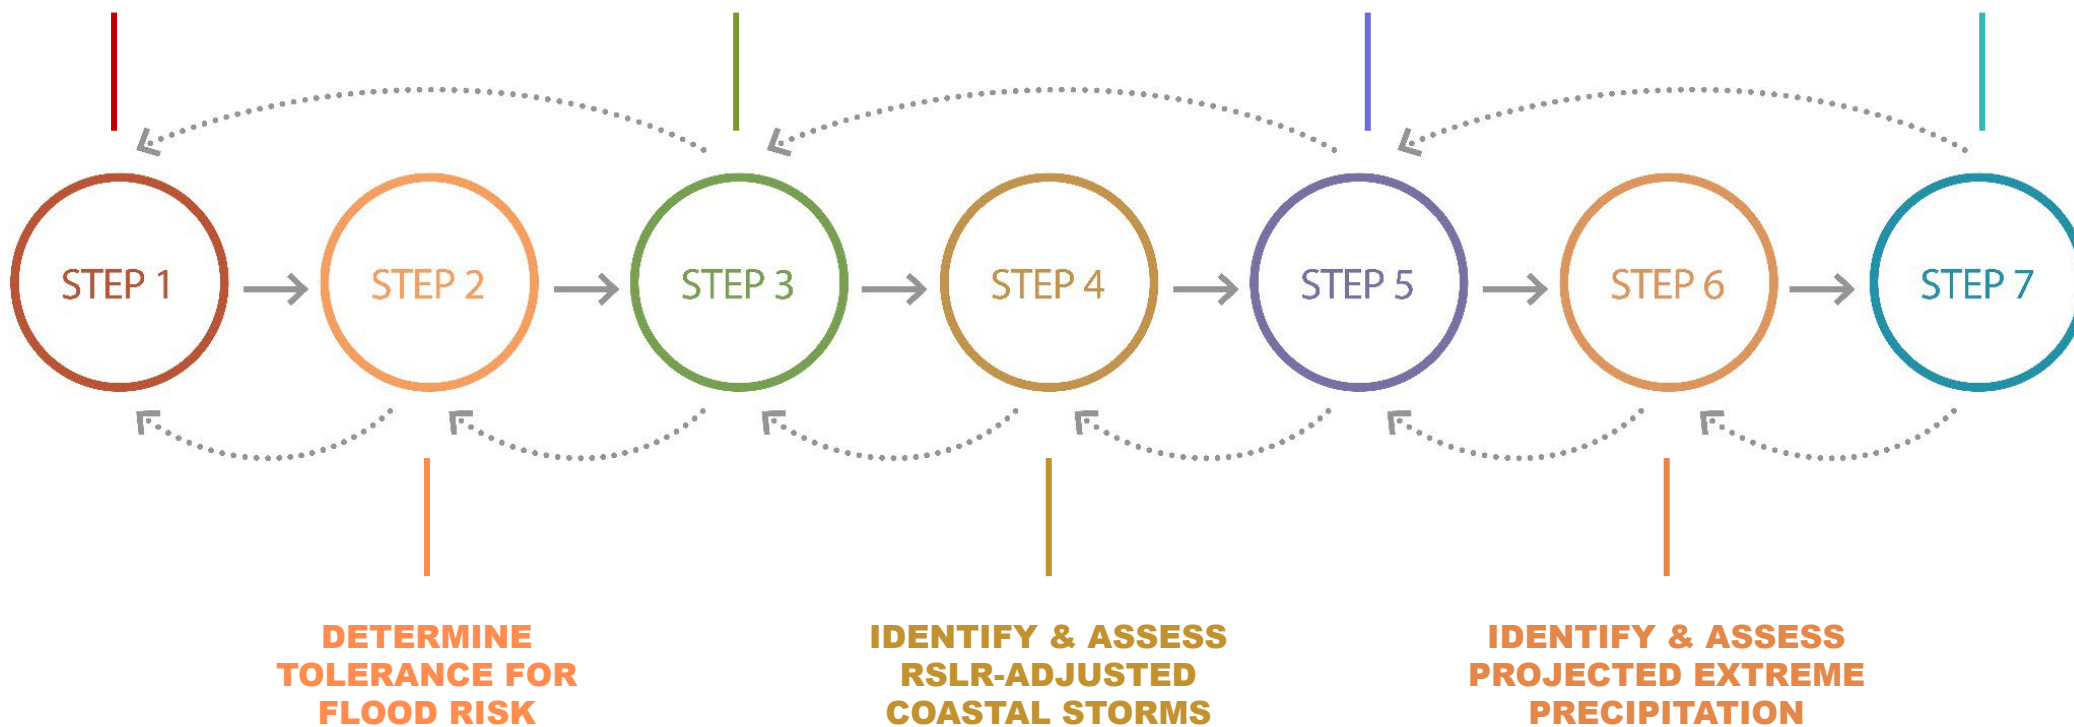 STEP 1
STEP 2
STEP 3
STEP 4
STEP 5
STEP 6
STEP 7
DETERMINE
TOLERANCE FOR
FLOOD RISK
IDENTIFY & ASSESS
RSLR-ADJUSTED
COASTAL STORMS
IDENTIFY & ASSESS
PROJECTED EXTREME
PRECIPITATION